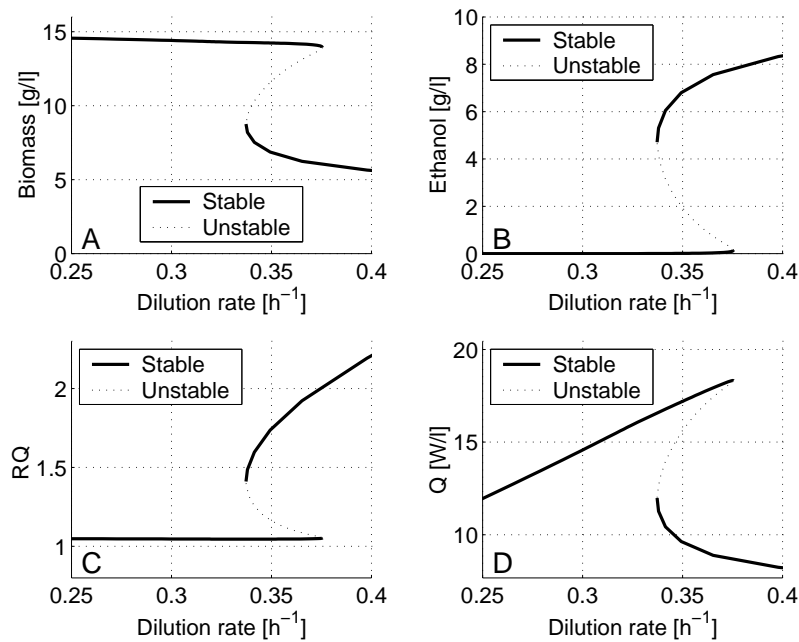 15
10
5
0
Biomass [g/l]
Stable
Unstable
A
0.25
0.3
0.35
0.4
Dilution rate [h⁻¹]
10
8
6
4
2
0
Ethanol [g/l]
Stable
Unstable
B
0.25
0.3
0.35
0.4
Dilution rate [h⁻¹]
2
1.5
1
RQ
Stable
Unstable
C
0.25
0.3
0.35
0.4
Dilution rate [h⁻¹]
20
15
10
Q [W/l]
Stable
Unstable
D
0.25
0.3
0.35
0.4
Dilution rate [h⁻¹]